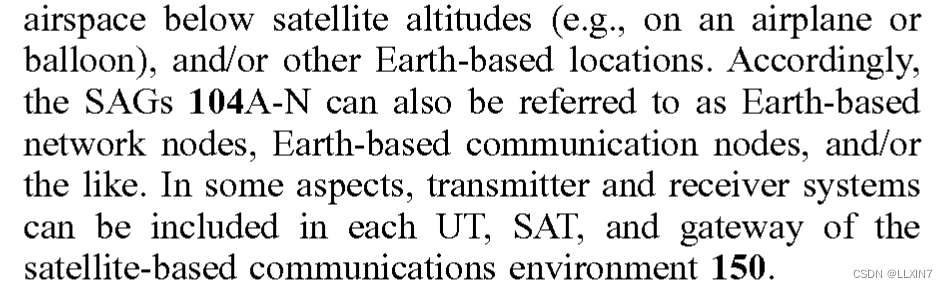 airspace below satellite altitudes (e.g., on an airplane or
balloon), and/or other Earth-based locations. Accordingly,
the SAGs 104A-N can also be referred to as Earth-based
network nodes, Earth-based communication nodes, and/or
the like. In some aspects, transmitter and receiver systems
can be included in each UT, SAT, and gateway of the
satellite-based communications environment 150.
CSDN @LLXIN7